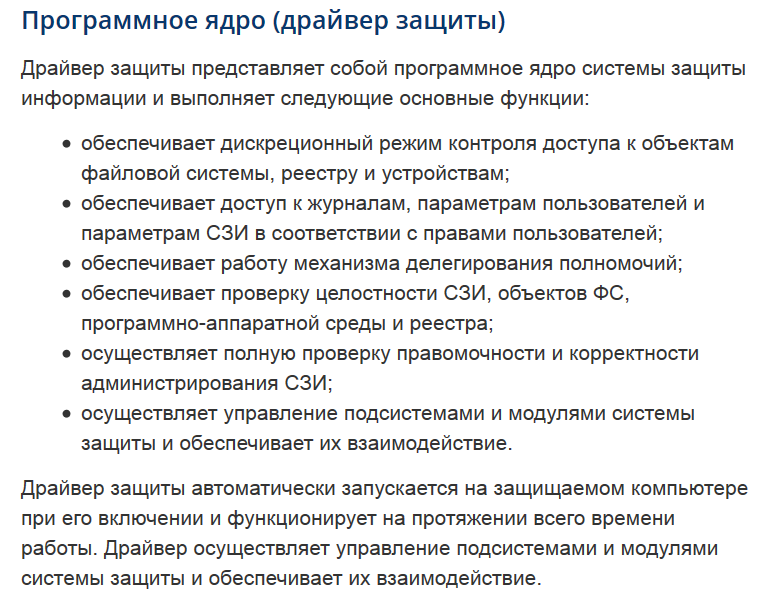 Программное ядро (драйвер защиты)
Драйвер защиты представляет собой программное ядро системы защиты
информации и выполняет следующие основные функции:
• обеспечивает дискреционный режим контроля доступа к объектам
файловой системы, реестру и устройствам;
• обеспечивает доступ к журналам, параметрам пользователей и
параметрам СЗИ в соответствии с правами пользователей;
• обеспечивает работу механизма делегирования полномочий;
• обеспечивает проверку целостности СЗИ, объектов ФС,
программно-аппаратной среды и реестра;
• осуществляет полную проверку правомочности и корректности
администрирования СЗИ;
• осуществляет управление подсистемами и модулями системы
защиты и обеспечивает их взаимодействие.
Драйвер защиты автоматически запускается на защищаемом компьютере
при его включении и функционирует на протяжении всего времени
работы. Драйвер осуществляет управление подсистемами и модулями
системы защиты и обеспечивает их взаимодействие.